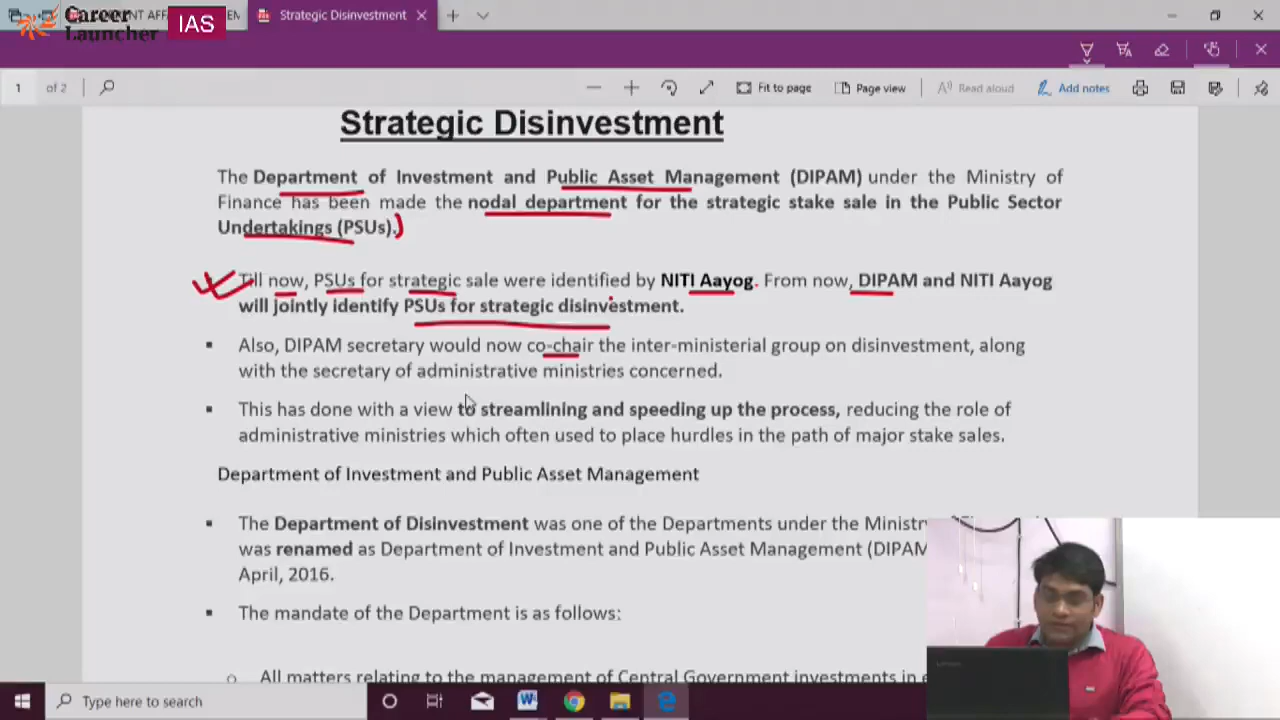 Career
Launcher
IAS
Strategic Disinvestment
1
of 2
Fit to page
Page view
Read aloud
Add notes
Strategic Disinvestment
The Department of Investment and Public Asset Management (DIPAM) under the Ministry of
Finance has been made the nodal department for the strategic stake sale in the Public Sector
Undertakings (PSUs).
Till now, PSUs for strategic sale were identified by NITI Aayog. From now, DIPAM and NITI Aayog
will jointly identify PSUs for strategic disinvestment.
▪ Also, DIPAM secretary would now co-chair the inter-ministerial group on disinvestment, along
with the secretary of administrative ministries concerned.
▪ This has done with a view to streamlining and speeding up the process, reducing the role of
administrative ministries which often used to place hurdles in the path of major stake sales.
Department of Investment and Public Asset Management
▪ The Department of Disinvestment was one of the Departments under the
was renamed as Department of Investment and Public Asset Management (DIPAM
April, 2016.
▪ The mandate of the Department is as follows:
o All matters relating to the management of Central Government investments in
Type here to search